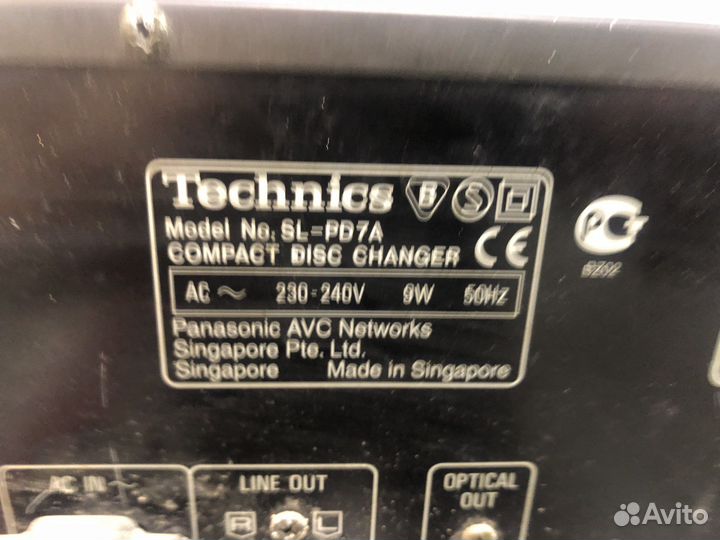 Technics B S
Model No. SL-PD7A
COMPACT DISC CHANGER CE
AC ~ 230-240V 9W 50Hz
Panasonic AVC Networks
Singapore Pte. Ltd.
Singapore Made in Singapore
AC IN ~
LINE OUT
R L
OPTICAL
OUT
Avito